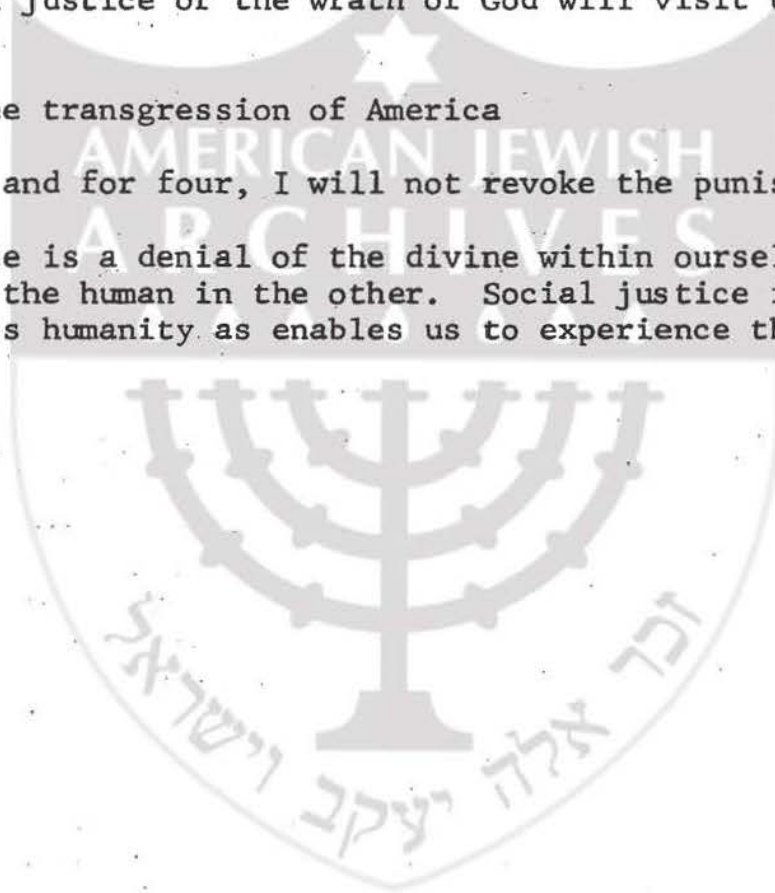 justice or the wrath of God will visit
e transgression of America
AMERICAN JEWISH
and for four, I will not revoke the punis
ARCHIVES
e is a denial of the divine within oursel
the human in the other. Social justice
s humanity as enables us to experience th
זכר אלה יעקב וישראל